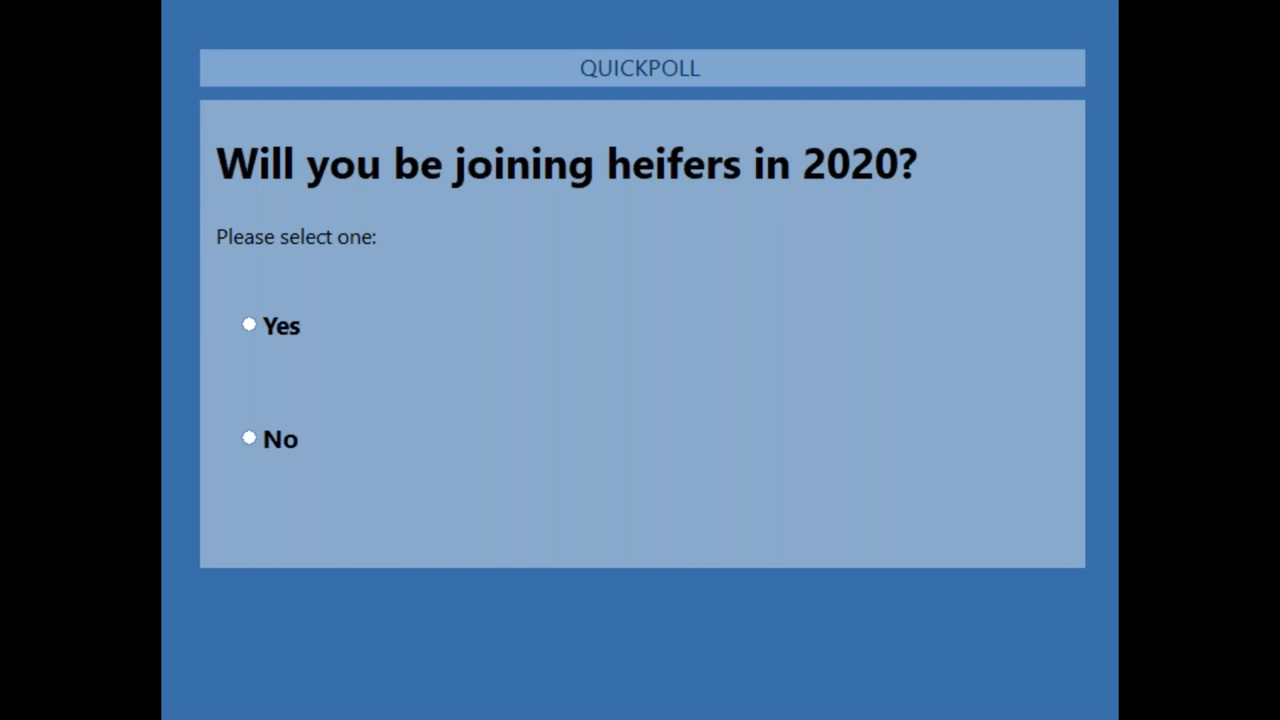 QUICKPOLL
Will you be joining heifers in 2020?
Please select one:
Yes
No